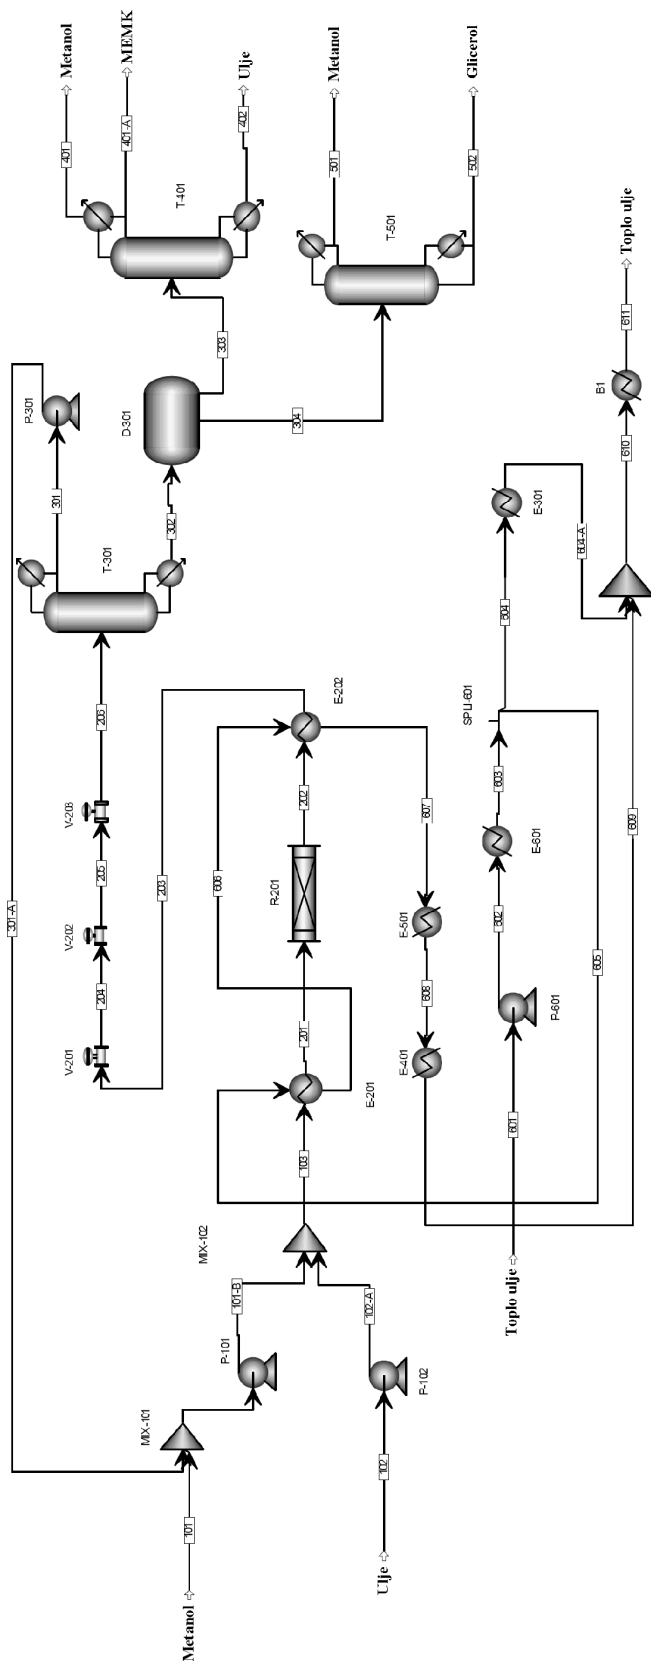 Metanol
101
MIX-101
P-101
101-B
Ulje
102
P-102
102-A
MIX-102
103
E-201
201
R-201
202
E-202
203
V-201
204
V-202
205
V-203
206
T-301
301
P-301
301-A
302
D-301
303
304
T-401
401
Metanol
401-A
MEMK
402
Ulje
T-501
501
Metanol
502
Glicerol
Toplo ulje
601
P-601
602
E-601
603
SPLI-601
604
E-301
604-A
605
606
607
E-501
608
E-401
609
610
B1
611
Toplo ulje